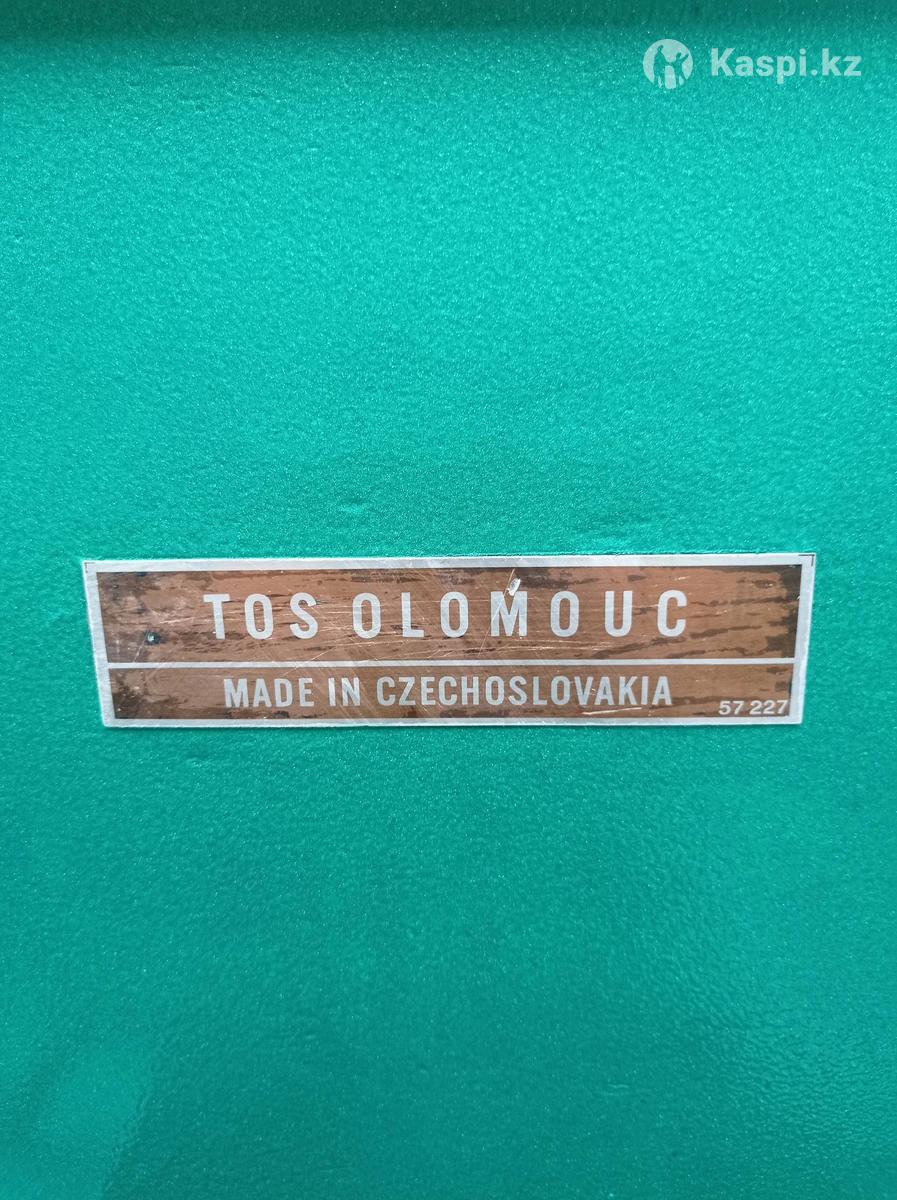 Kaspi.kz
TOS OLOMOUC
MADE IN CZECHOSLOVAKIA
57 227